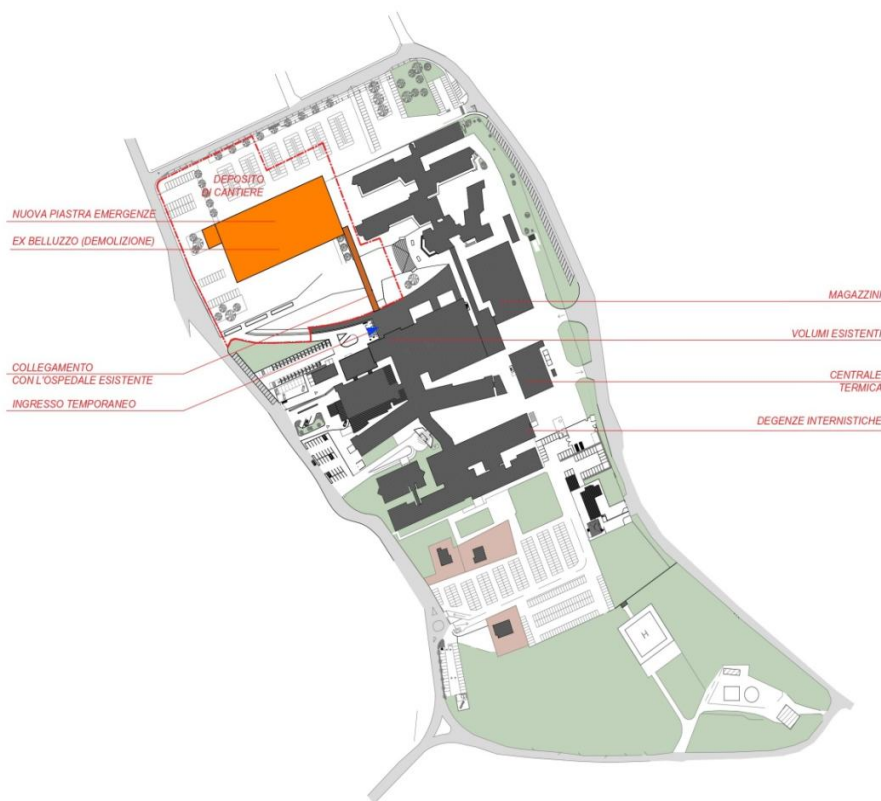 DEPOSITO
DI CANTIERE
NUOVA PIASTRA EMERGENZE
EX BELLUZZO (DEMOLIZIONE)
MAGAZZINI
VOLUMI ESISTENTI
COLLEGAMENTO
CON L'OSPEDALE ESISTENTE
CENTRALE
TERMICA
INGRESSO TEMPORANEO
DEGENZE INTERNISTICHE
H